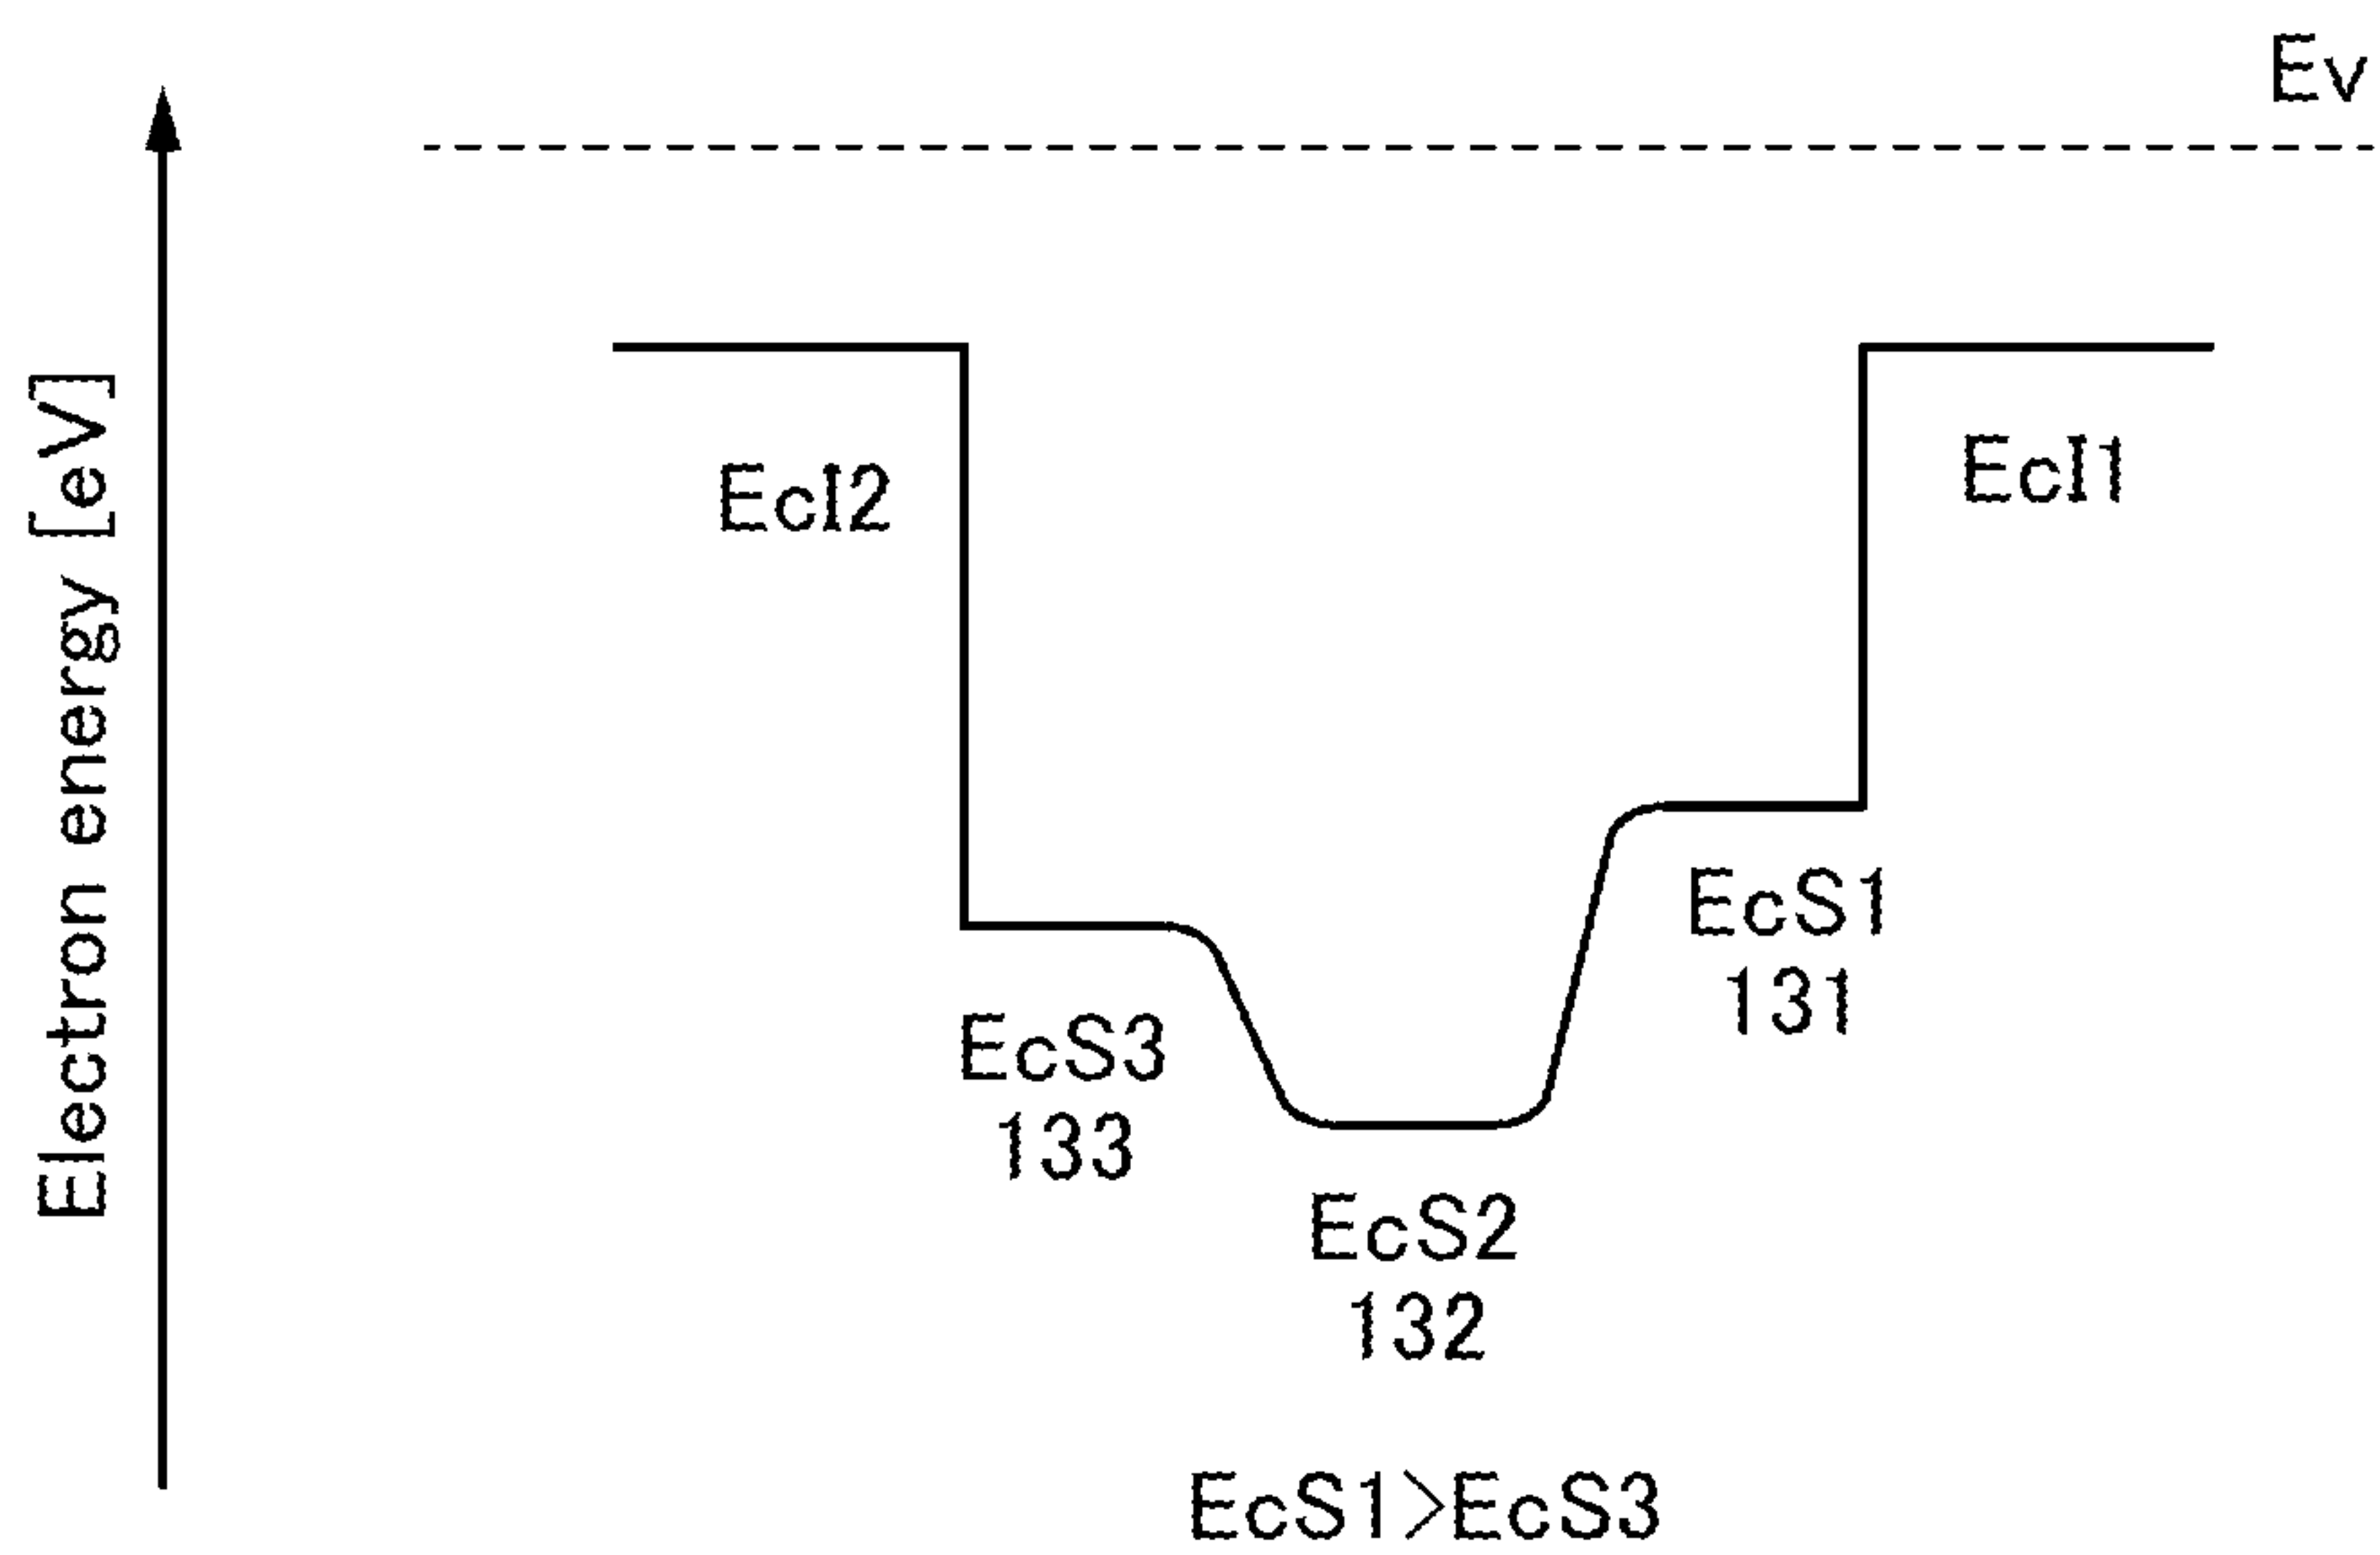 Ev
Electron energy [eV]
EcI2
EcI1
EcS1
131
EcS3
133
EcS2
132
EcS1>EcS3